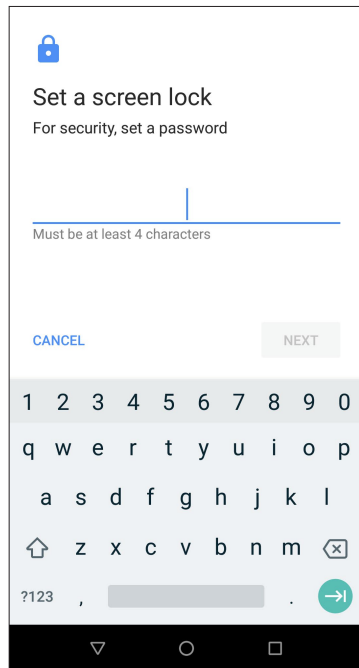 Set a screen lock
For security, set a password
Must be at least 4 characters
CANCEL NEXT
1 2 3 4 5 6 7 8 9 0
q w e r t y u i o p
a s d f g h j k l
z x c v b n m
?123 , .